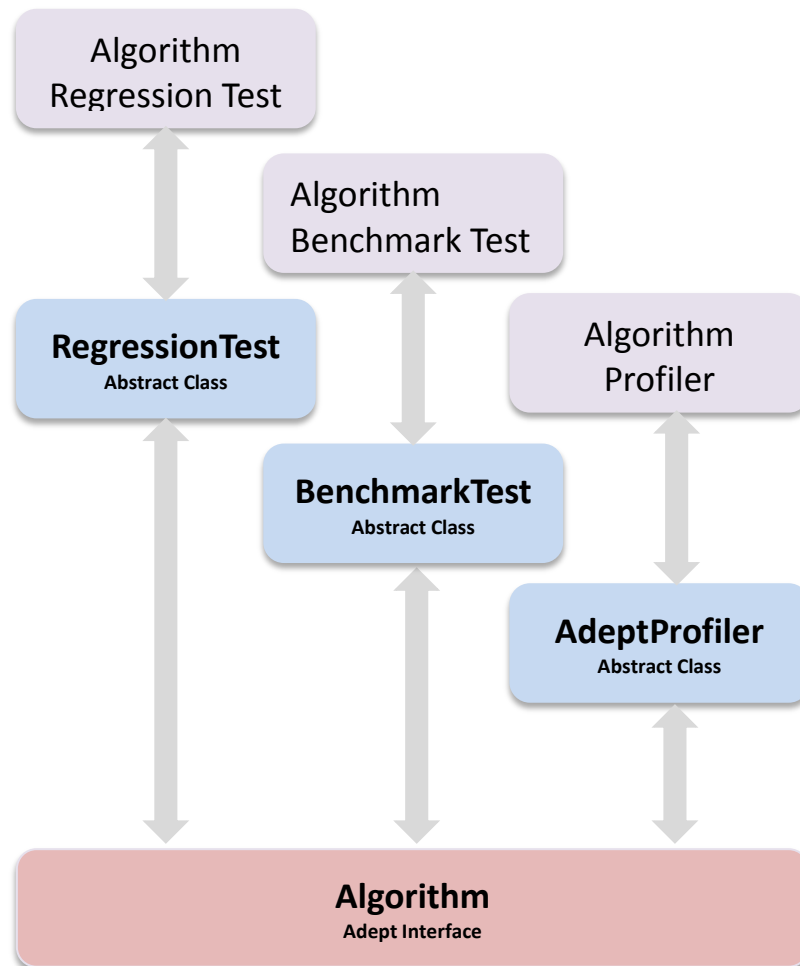 Algorithm
Regression Test
Algorithm
Benchmark Test
RegressionTest
Abstract Class
Algorithm
Profiler
BenchmarkTest
Abstract Class
AdeptProfiler
Abstract Class
Algorithm
Adept Interface